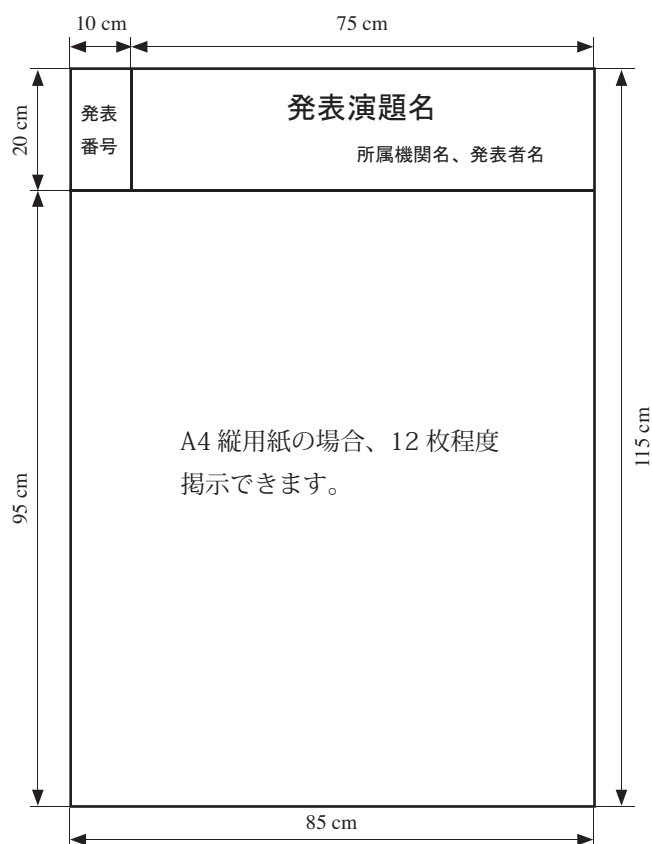 10 cm
75 cm
20 cm
発表
番号
発表演題名
所属機関名、発表者名
A4 縦用紙の場合、12 枚程度
掲示できます。
95 cm
115 cm
85 cm